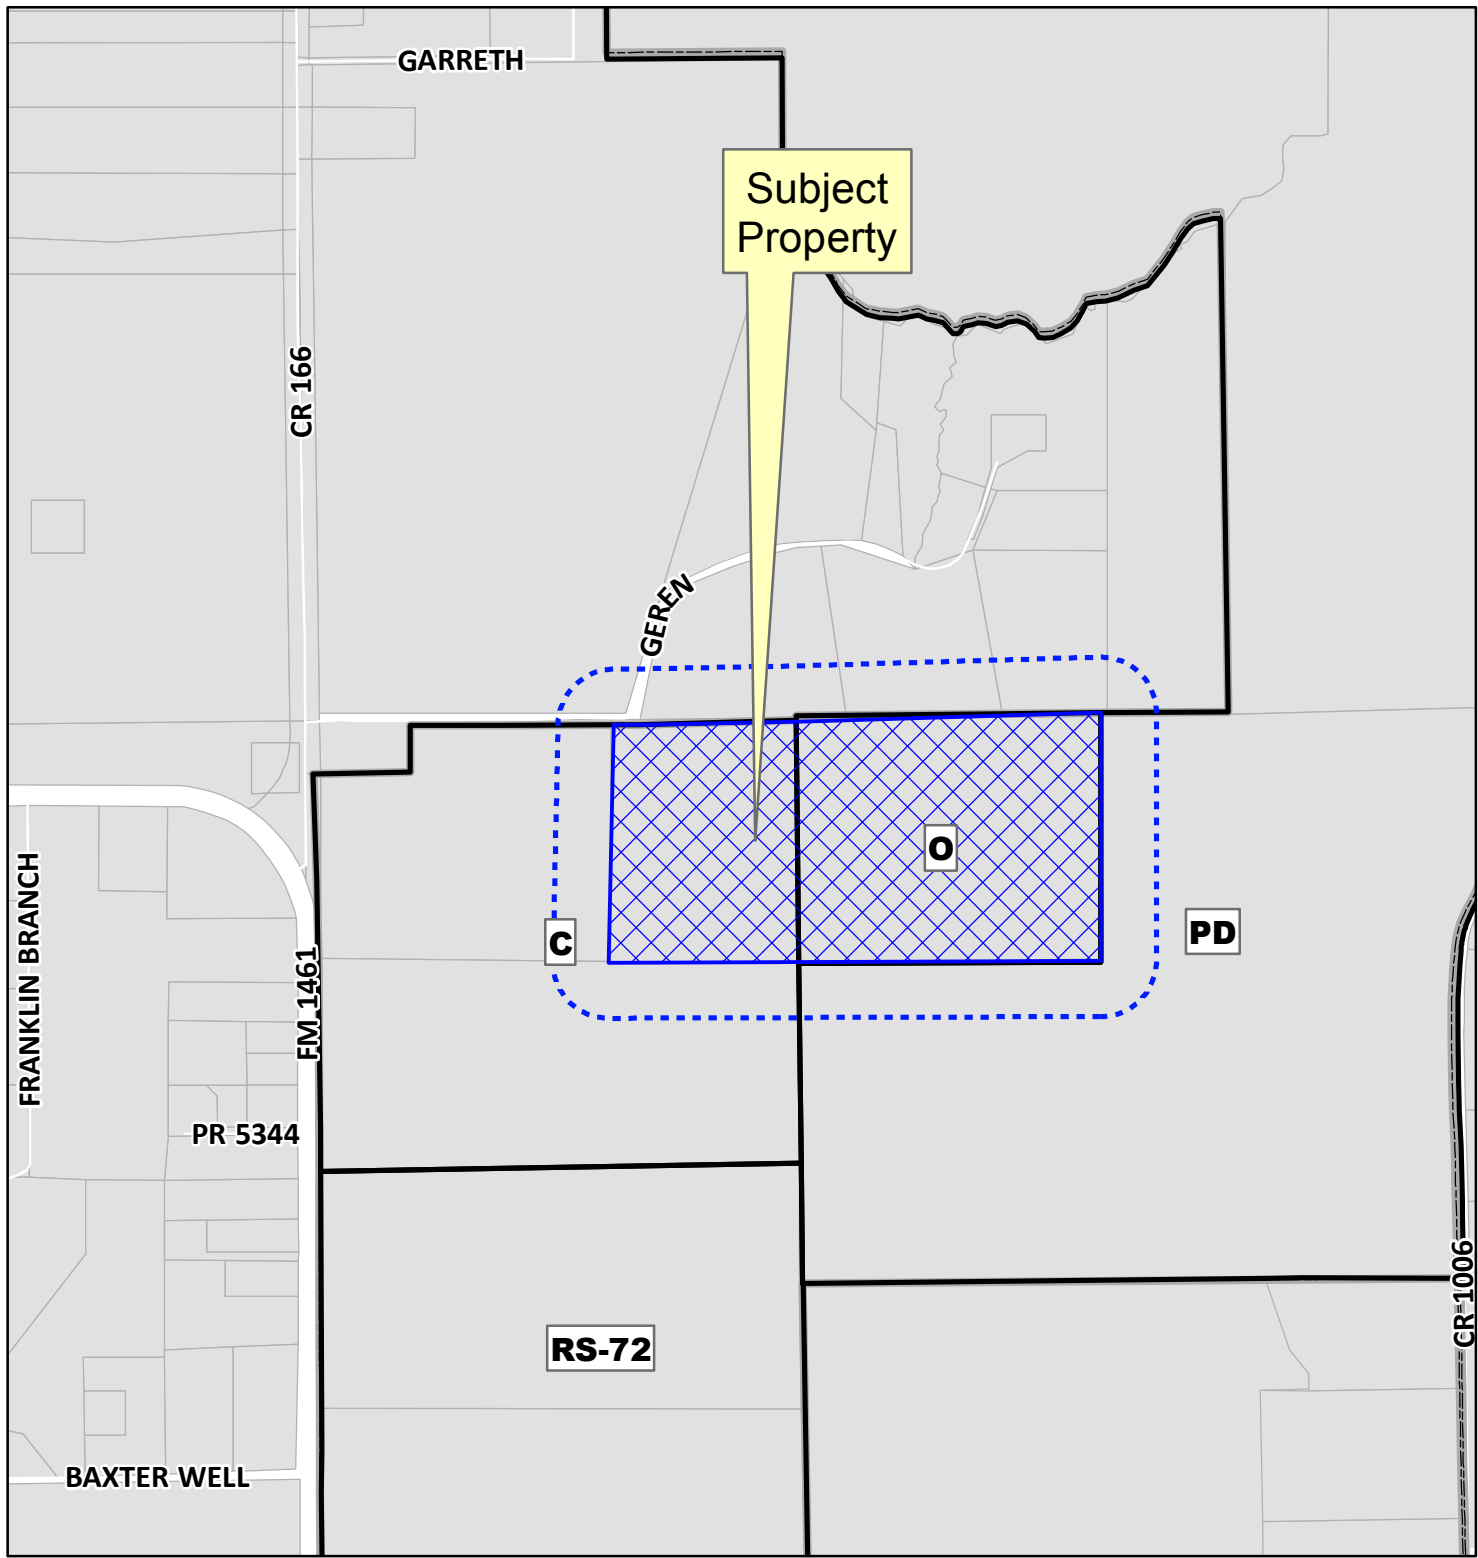 GARRETH
Subject
Property
CR 166
GEREN
O
C
PD
FRANKLIN BRANCH
FM 1461
PR 5344
CR 1006
RS-72
BAXTER WELL